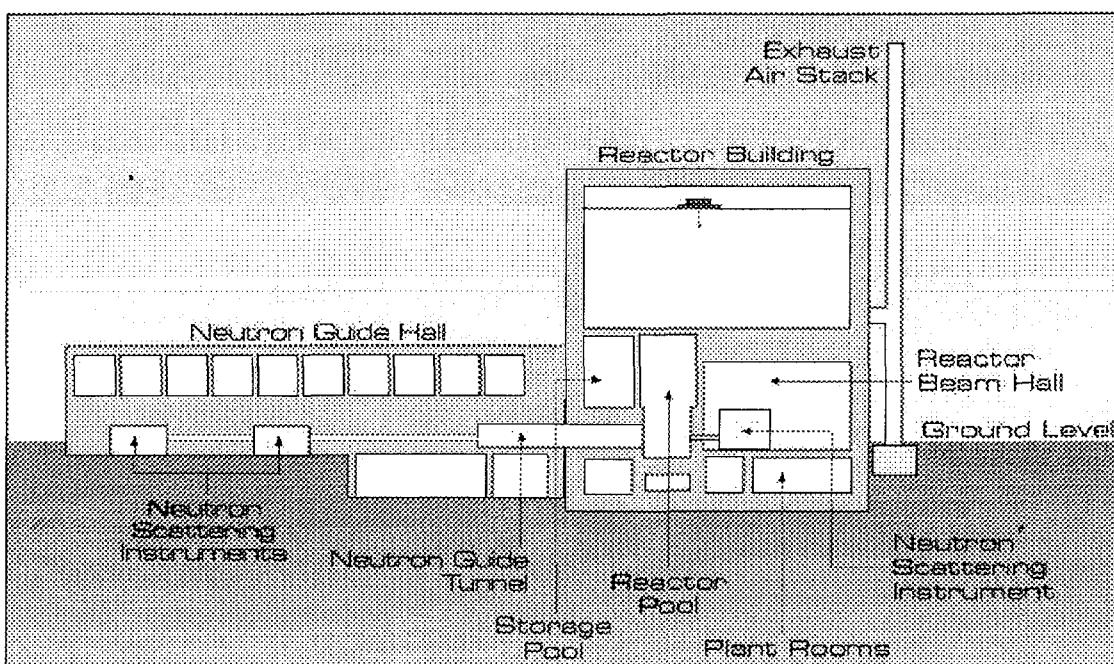 Exhaust
Air Stack
Reactor Building
Neutron Guide Hall
Reactor
Beam Hall
Ground Level
Neutron
Scattering
Instruments
Neutron Guide
Tunnel
Storage
Pool
Reactor
Pool
Plant Rooms
Neutron
Scattering
Instrument